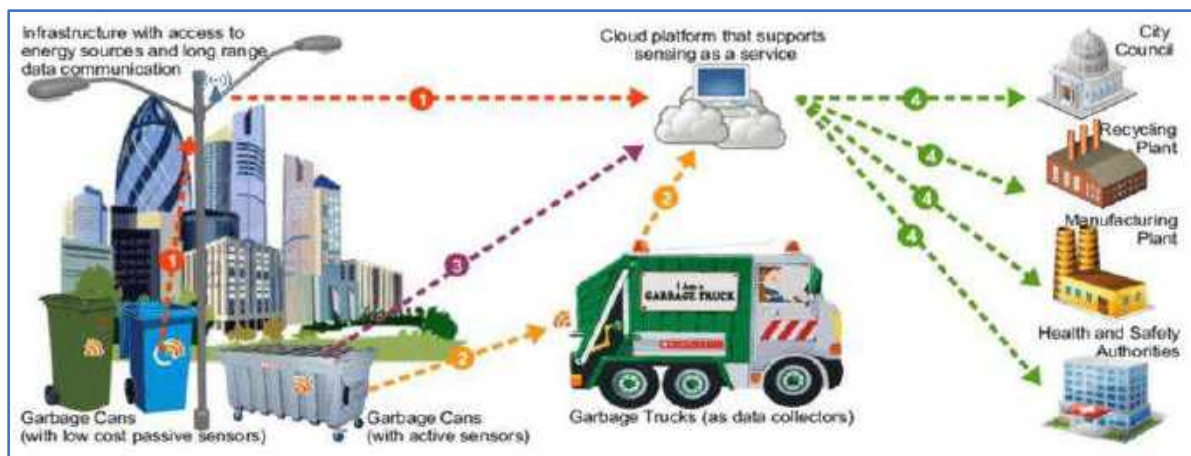 Infrastructure with access to
energy sources and long range
data communication
Cloud platform that supports
sensing as a service
City
Council
1
4
Recycling
Plant
4
2
4
Manufacturing
Plant
1
3
4
I Am a
GARBAGE TRUCK
2
Health and Safety
Authorities
Garbage Cans
(with low cost passive sensors)
Garbage Cans
(with active sensors)
Garbage Trucks (as data collectors)